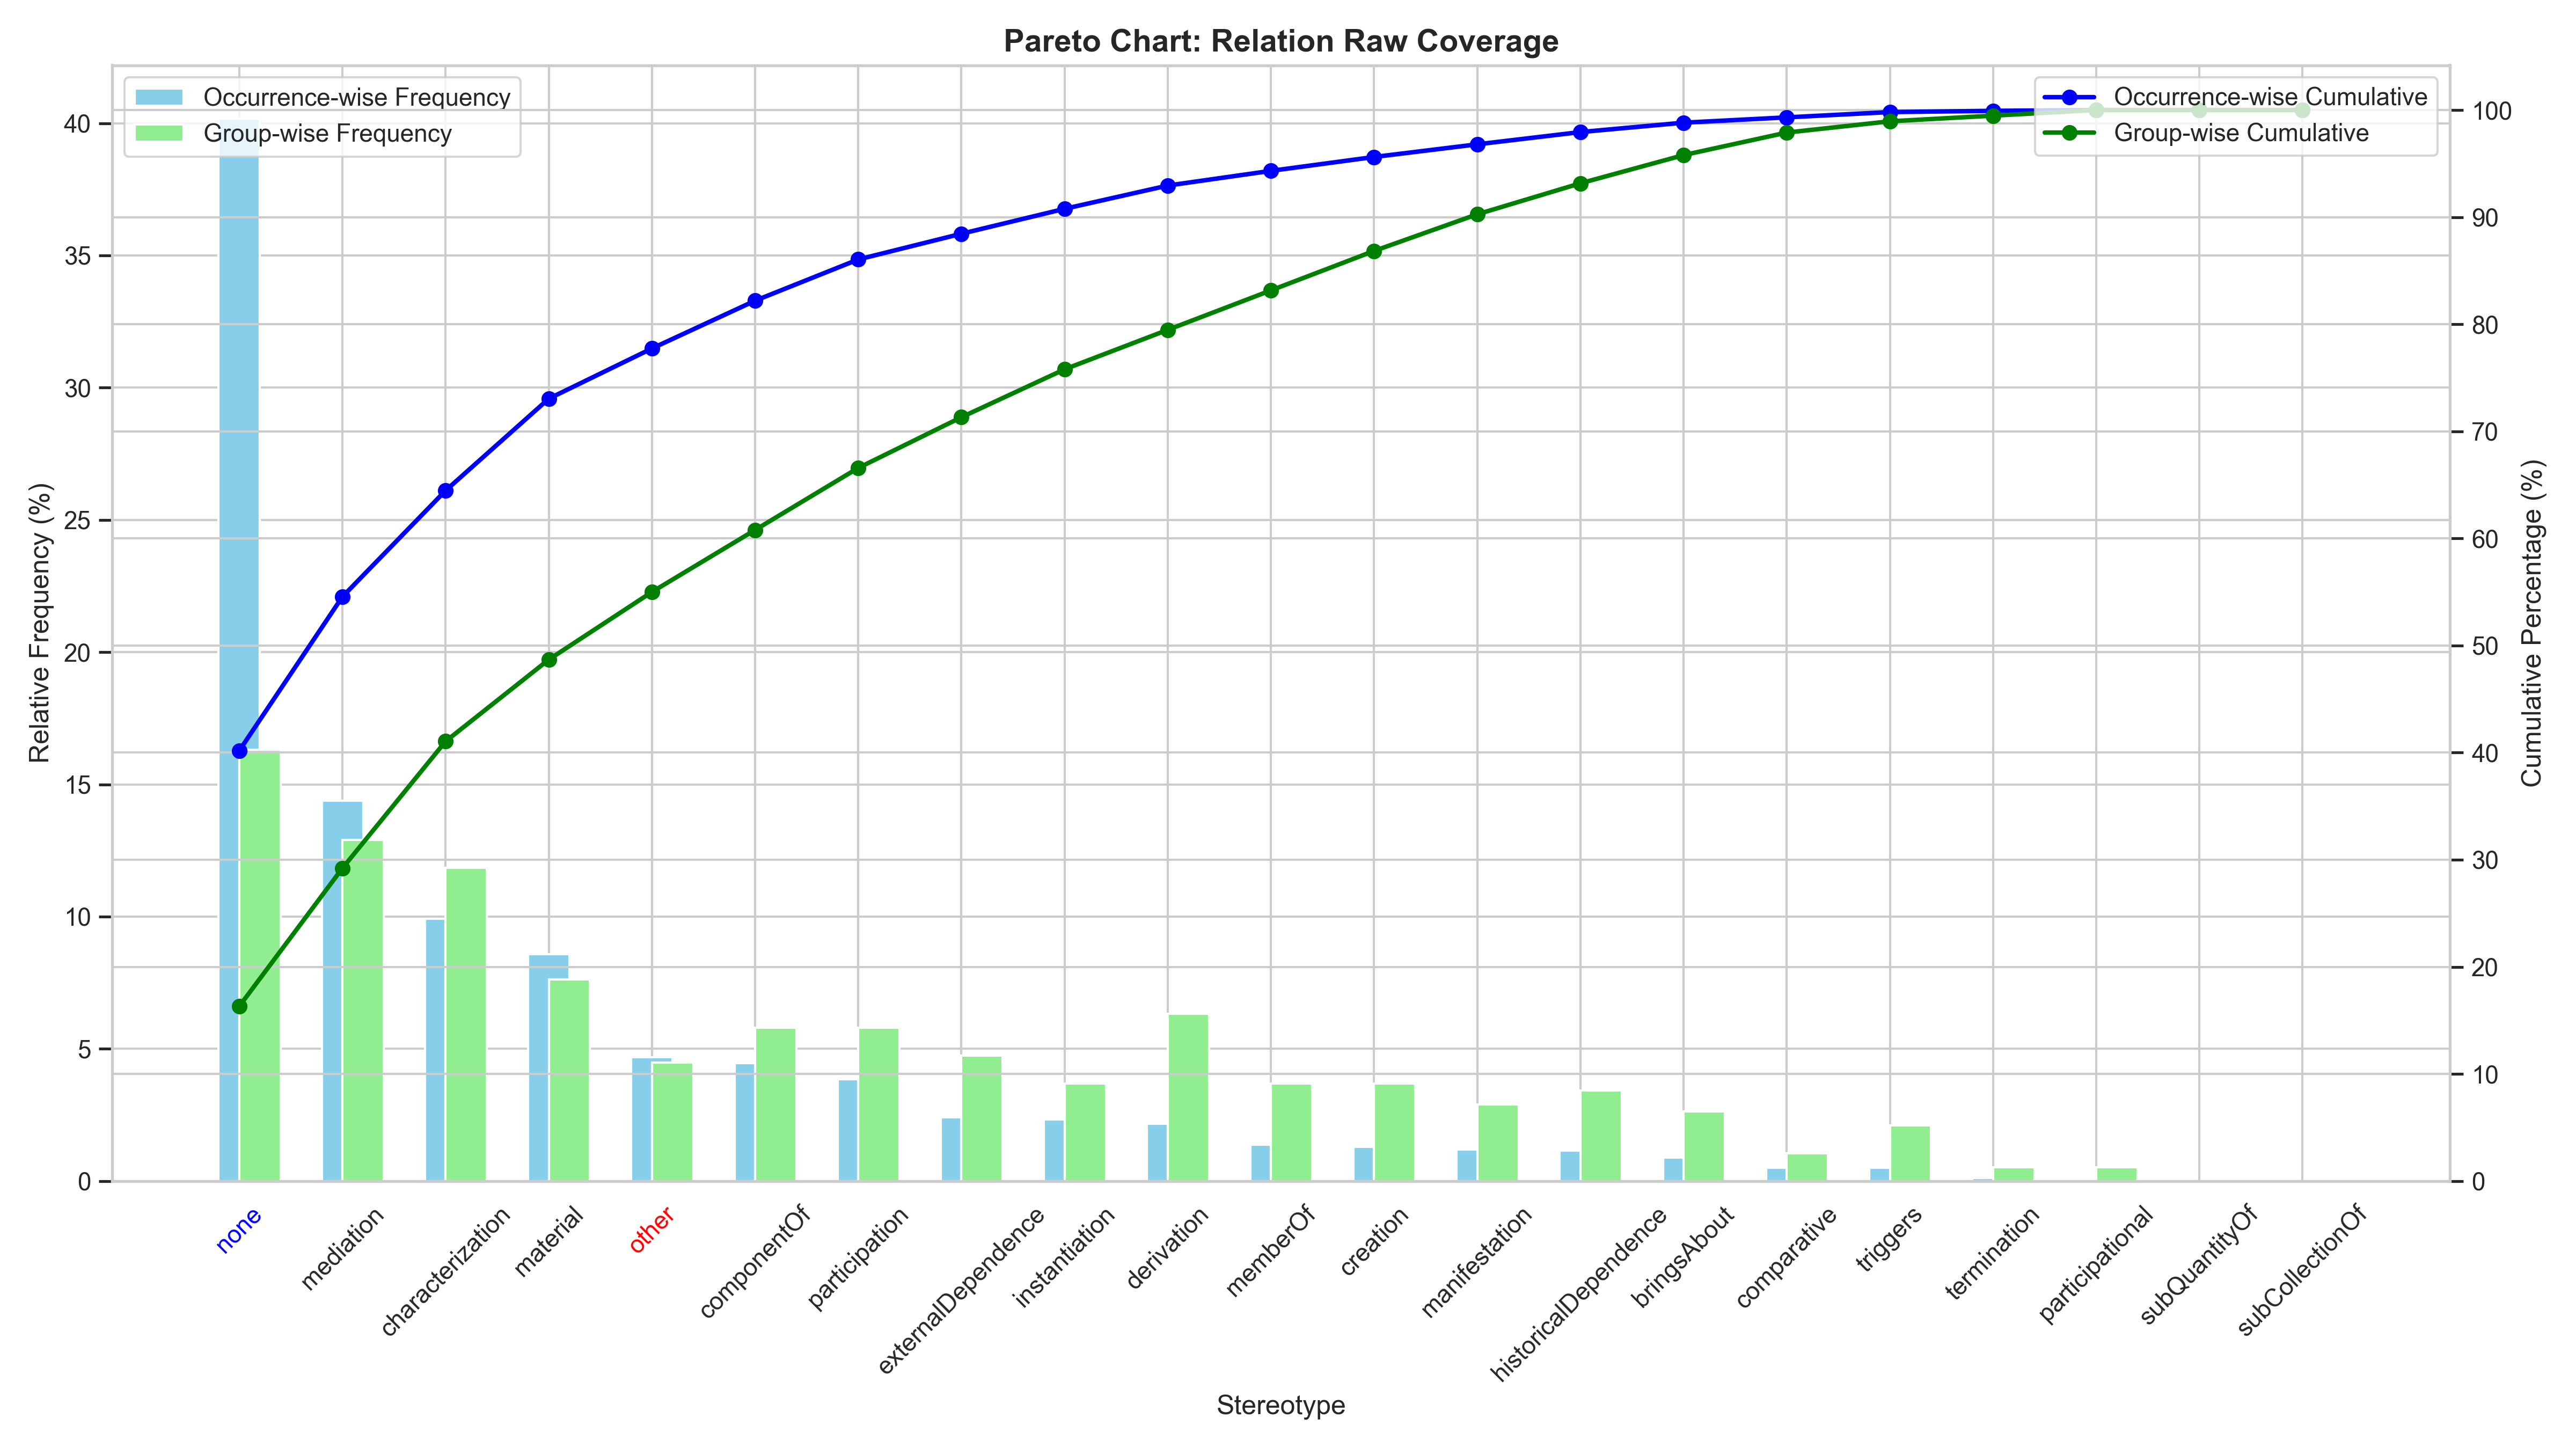 Pareto Chart: Relation Raw Coverage
Occurrence-wise Frequency
Group-wise Frequency
Occurrence-wise Cumulative
Group-wise Cumulative
Relative Frequency (%)
40
35
30
25
20
15
10
5
0
Cumulative Percentage (%)
100
90
80
70
60
50
40
30
20
10
0
none
mediation
characterization
material
other
componentOf
participation
externalDependence
instantiation
derivation
memberOf
creation
manifestation
historicalDependence
bringsAbout
comparative
triggers
termination
participational
subQuantityOf
subCollectionOf
Stereotype